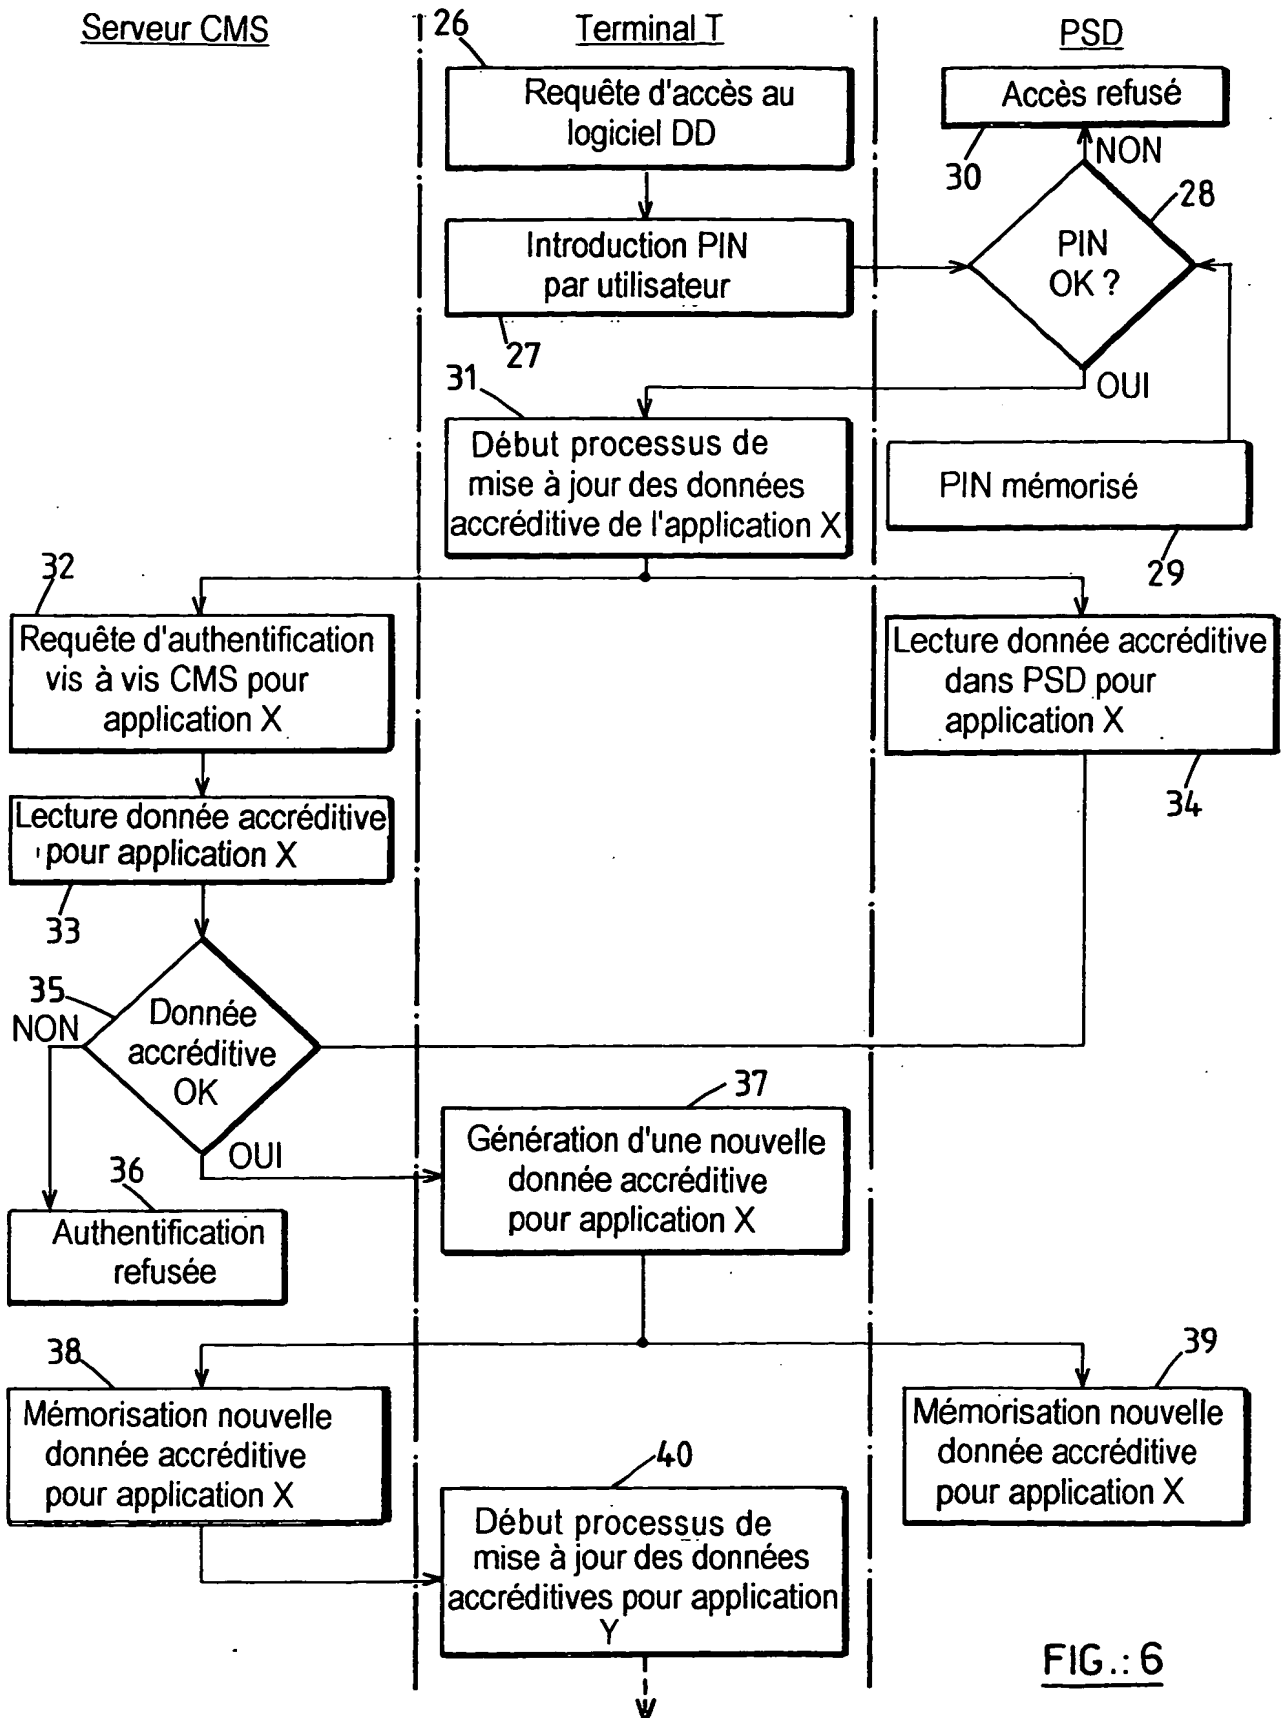 Serveur CMS
Terminal T
PSD
26
Requête d'accès au
logiciel DD
Accès refusé
30
NON
28
Introduction PIN
par utilisateur
27
PIN
OK ?
OUI
31
Début processus de
mise à jour des données
accréditive de l'application X
PIN mémorisé
29
32
Requête d'authentification
vis à vis CMS pour
application X
Lecture donnée accréditive
dans PSD pour
application X
34
Lecture donnée accréditive
pour application X
33
35
NON
Donnée
accréditive
OK
OUI
37
Génération d'une nouvelle
donnée accréditive
pour application X
36
Authentification
refusée
38
Mémorisation nouvelle
donnée accréditive
pour application X
39
Mémorisation nouvelle
donnée accréditive
pour application X
40
Début processus de
mise à jour des données
accréditives pour application
Y
FIG.: 6